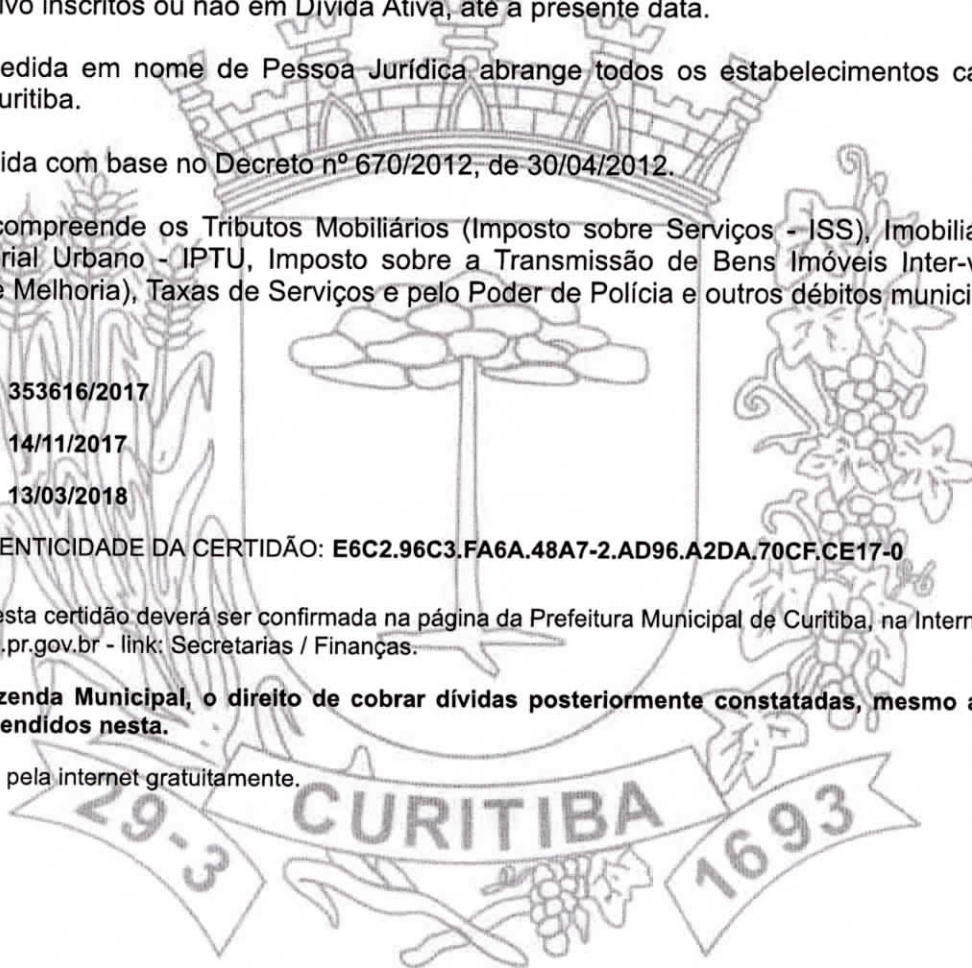 ivo inscritos ou não em Dívida Ativa, até a presente data.
edida em nome de Pessoa Jurídica abrange todos os estabelecimentos ca
uritiba.
ida com base no Decreto nº 670/2012, de 30/04/2012.
compreende os Tributos Mobiliários (Imposto sobre Serviços - ISS), Imobiliá
rial Urbano - IPTU, Imposto sobre a Transmissão de Bens Imóveis Inter-v
e Melhoria), Taxas de Serviços e pelo Poder de Polícia e outros débitos munici
353616/2017
14/11/2017
13/03/2018
ENTICIDADE DA CERTIDÃO: E6C2.96C3.FA6A.48A7-2.AD96.A2DA.70CF.CE17-0
esta certidão deverá ser confirmada na página da Prefeitura Municipal de Curitiba, na Intern
.pr.gov.br - link: Secretarias / Finanças.
zenda Municipal, o direito de cobrar dívidas posteriormente constatadas, mesmo a
endidos nesta.
pela internet gratuitamente.
29-3 CURITIBA 1693